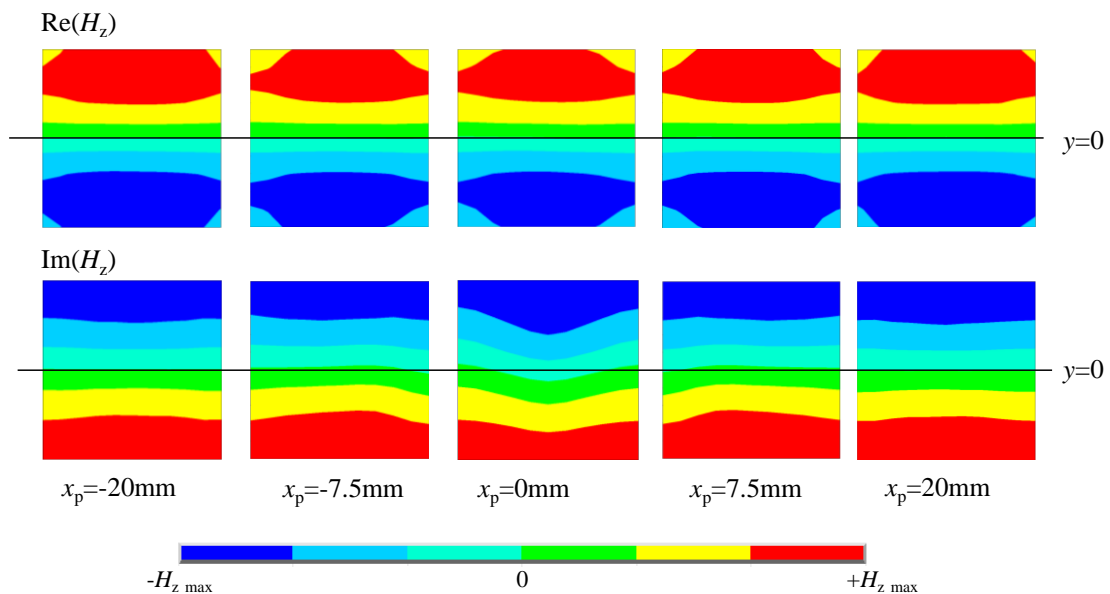 Re(Hz)
y=0
Im(Hz)
y=0
xp=-20mm xp=-7.5mm xp=0mm xp=7.5mm xp=20mm
-Hz max 0 +Hz max